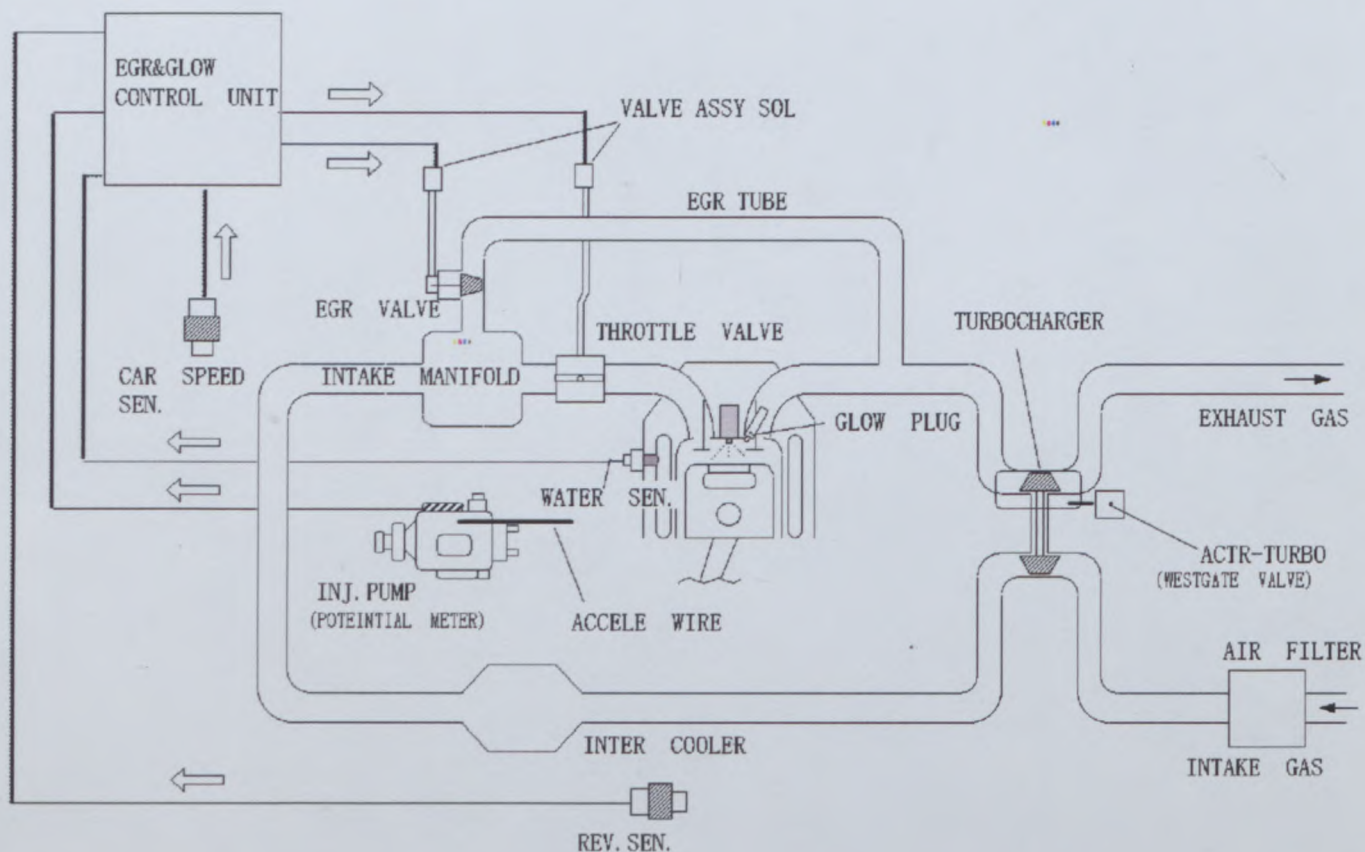 EGR&GLOW
CONTROL UNIT
VALVE ASSY SOL
EGR TUBE
EGR VALVE
THROTTLE VALVE
TURBOCHARGER
CAR SPEED
SEN.
INTAKE MANIFOLD
GLOW PLUG
EXHAUST GAS
WATER SEN.
ACTR-TURBO
(WESTGATE VALVE)
INJ. PUMP
(POTEINTIAL METER)
ACCELE WIRE
AIR FILTER
INTER COOLER
INTAKE GAS
REV. SEN.